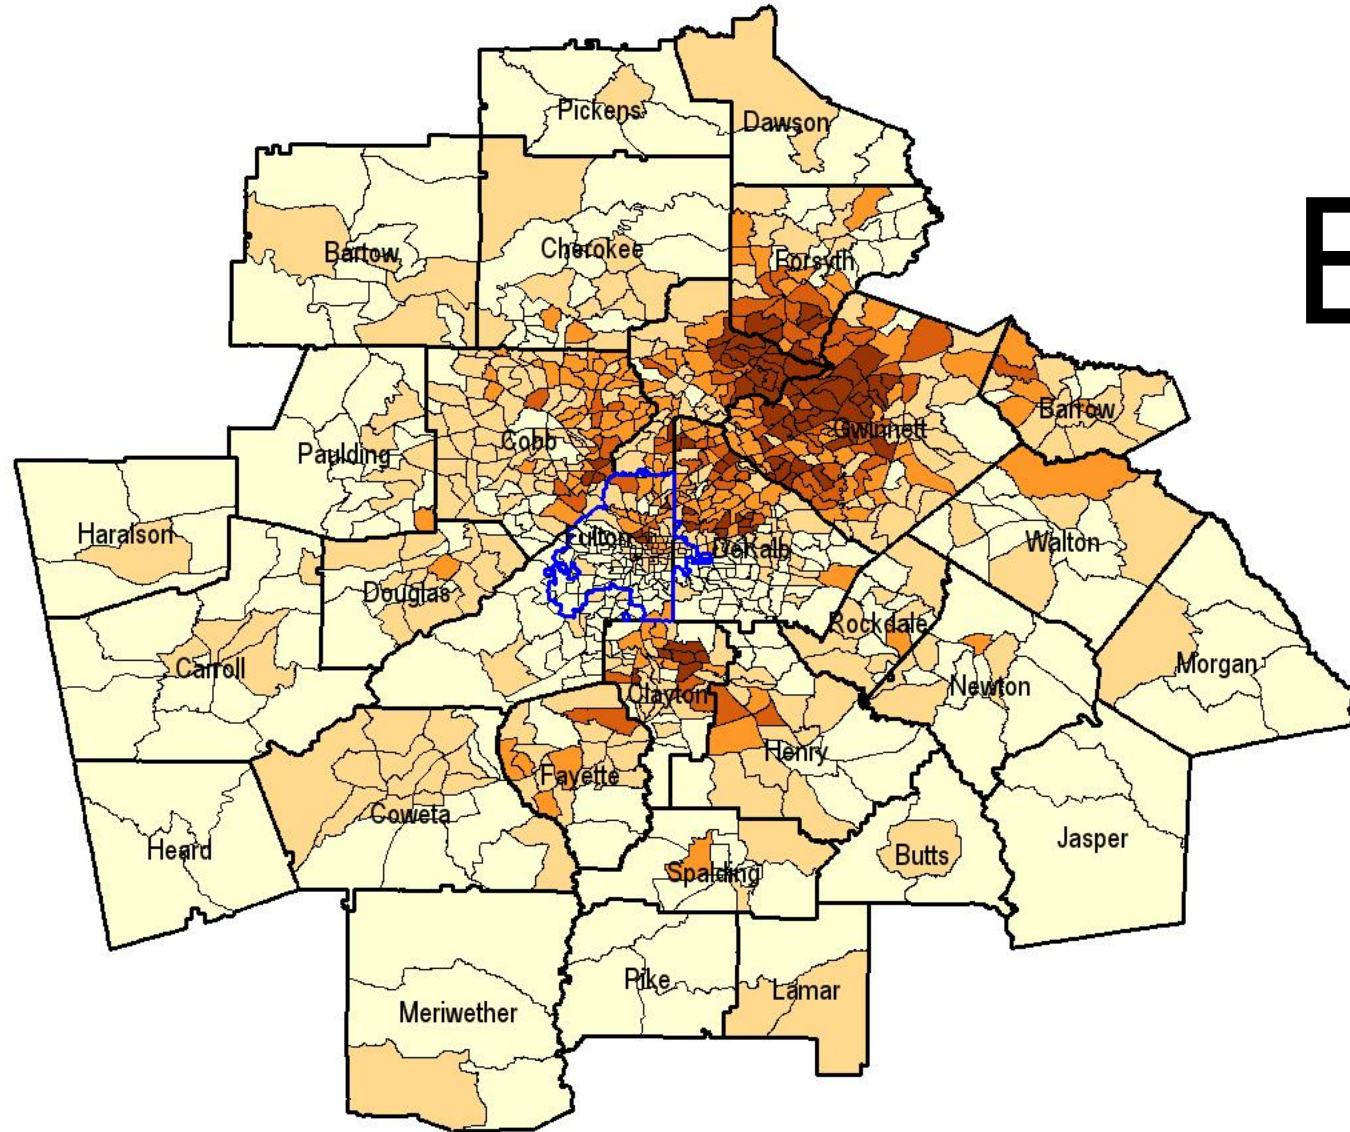 Pickens
Dawson
E
Bartow
Cherokee
Forsyth
Barrow
Gwinnett
Cobb
Paulding
Haralson
Fulton
DeKalb
Walton
Douglas
Rockdale
Carroll
Morgan
Clayton
Newton
Henry
Fayette
Coweta
Heard
Jasper
Butts
Spalding
Pike
Lamar
Meriwether